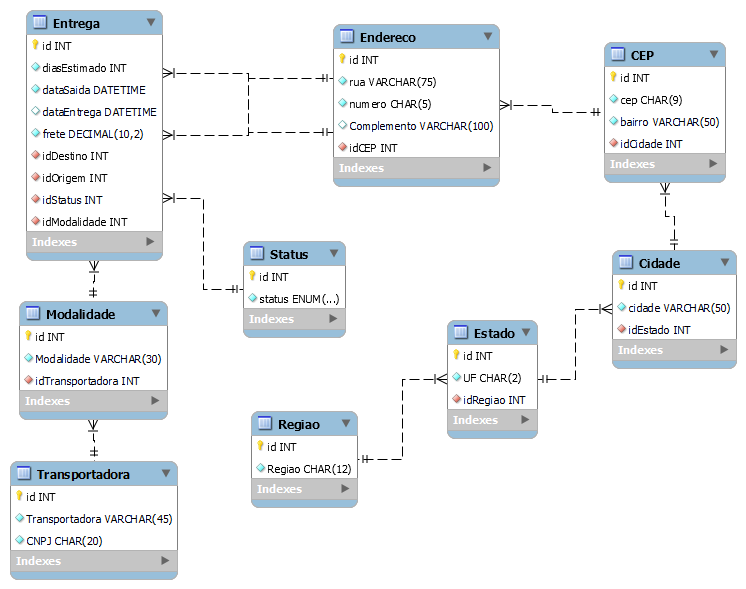 Entrega
id INT
diasEstimado INT
dataSaida DATETIME
dataEntrega DATETIME
frete DECIMAL(10,2)
idDestino INT
idOrigem INT
idStatus INT
idModalidade INT
Indexes
Endereco
id INT
rua VARCHAR(75)
numero CHAR(5)
Complemento VARCHAR(100)
idCEP INT
Indexes
CEP
id INT
cep CHAR(9)
bairro VARCHAR(50)
idCidade INT
Indexes
Status
id INT
status ENUM(...)
Indexes
Cidade
id INT
cidade VARCHAR(50)
idEstado INT
Indexes
Modalidade
id INT
Modalidade VARCHAR(30)
idTransportadora INT
Indexes
Estado
id INT
UF CHAR(2)
idRegiao INT
Indexes
Regiao
id INT
Regiao CHAR(12)
Indexes
Transportadora
id INT
Transportadora VARCHAR(45)
CNPJ CHAR(20)
Indexes